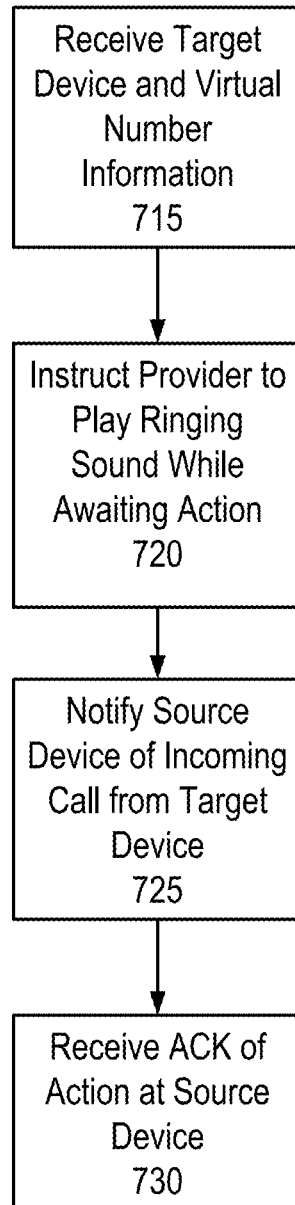 Receive Target
Device and Virtual
Number
Information
715
Instruct Provider to
Play Ringing
Sound While
Awaiting Action
720
Notify Source
Device of Incoming
Call from Target
Device
725
Receive ACK of
Action at Source
Device
730